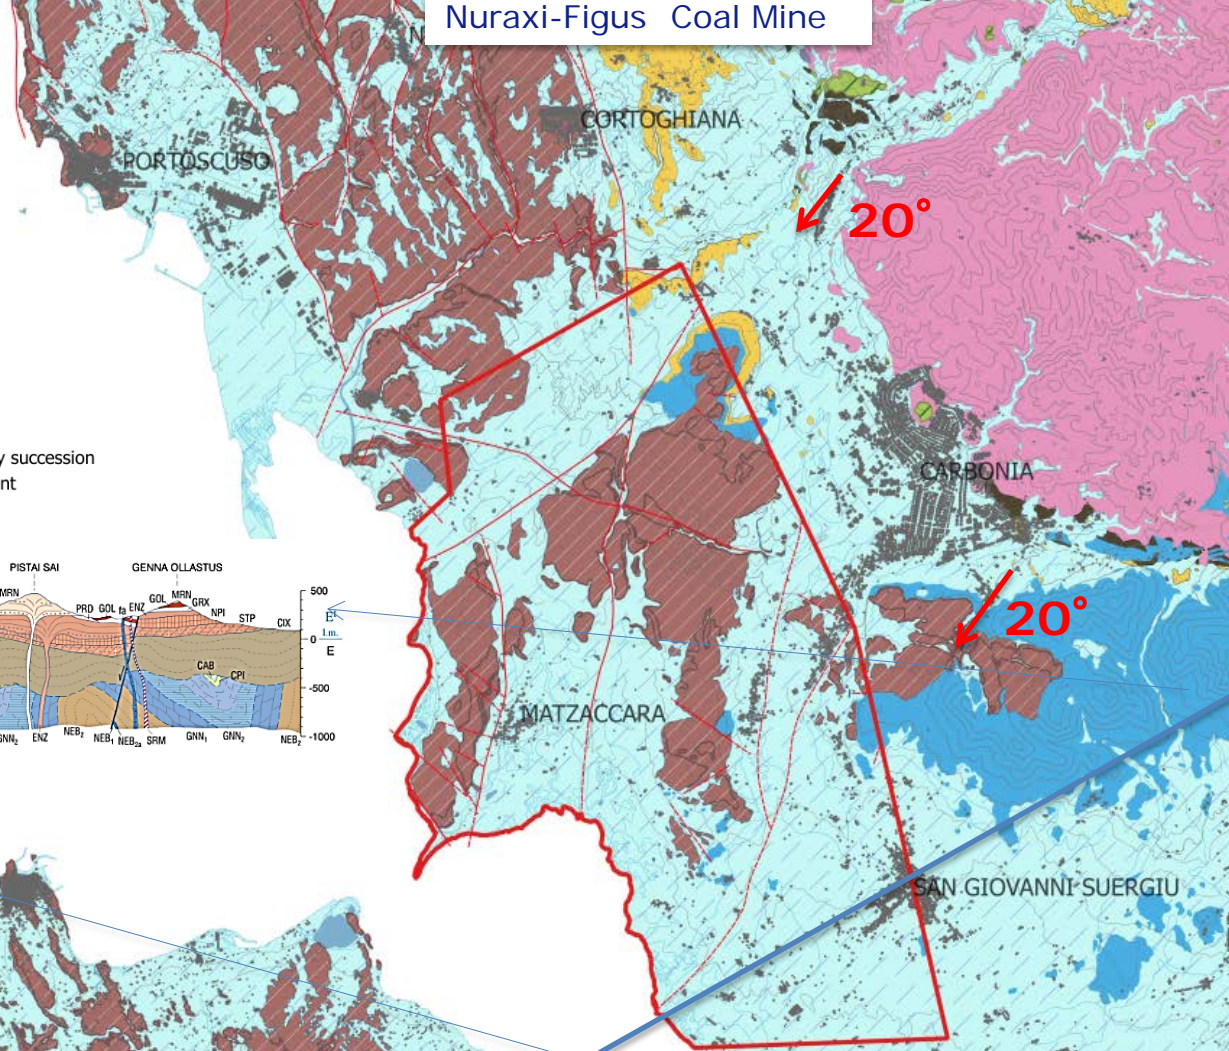 Nuraxi-Figus Coal Mine
CORTOGHIANA
PORTOSCUSO
20°
CARBONIA
y succession
nt
PISTAI SAI
GENNA OLLASTUS
MRN
PRD
GOL
fa
ENZ
GOL
MRN
GRX
NPI
STP
CIX
500
E'
l.m.
0
E
-500
-1000
CAB
CPI
GNN2
ENZ
NEB2
NEB1
NEB2a
SRM
GNN1
GNN2
NEB2
20°
MATZACCARA
SAN GIOVANNI SUERGIU